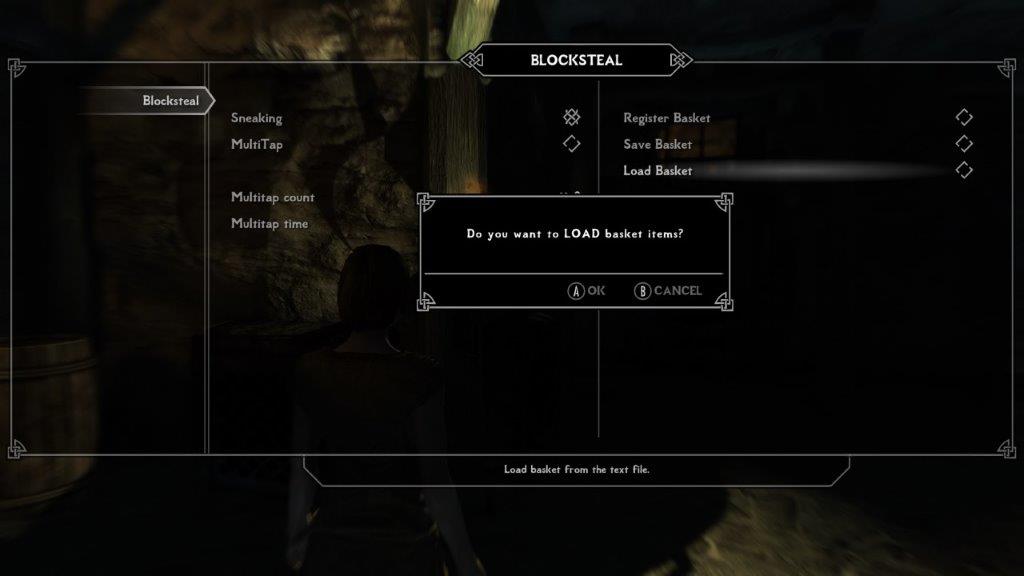 BLOCKSTEAL
Blocksteal
Sneaking
MultiTap
Multitap count
Multitap time
Register Basket
Save Basket
Load Basket
Do you want to LOAD basket items?
A OK
B CANCEL
Load basket from the text file.